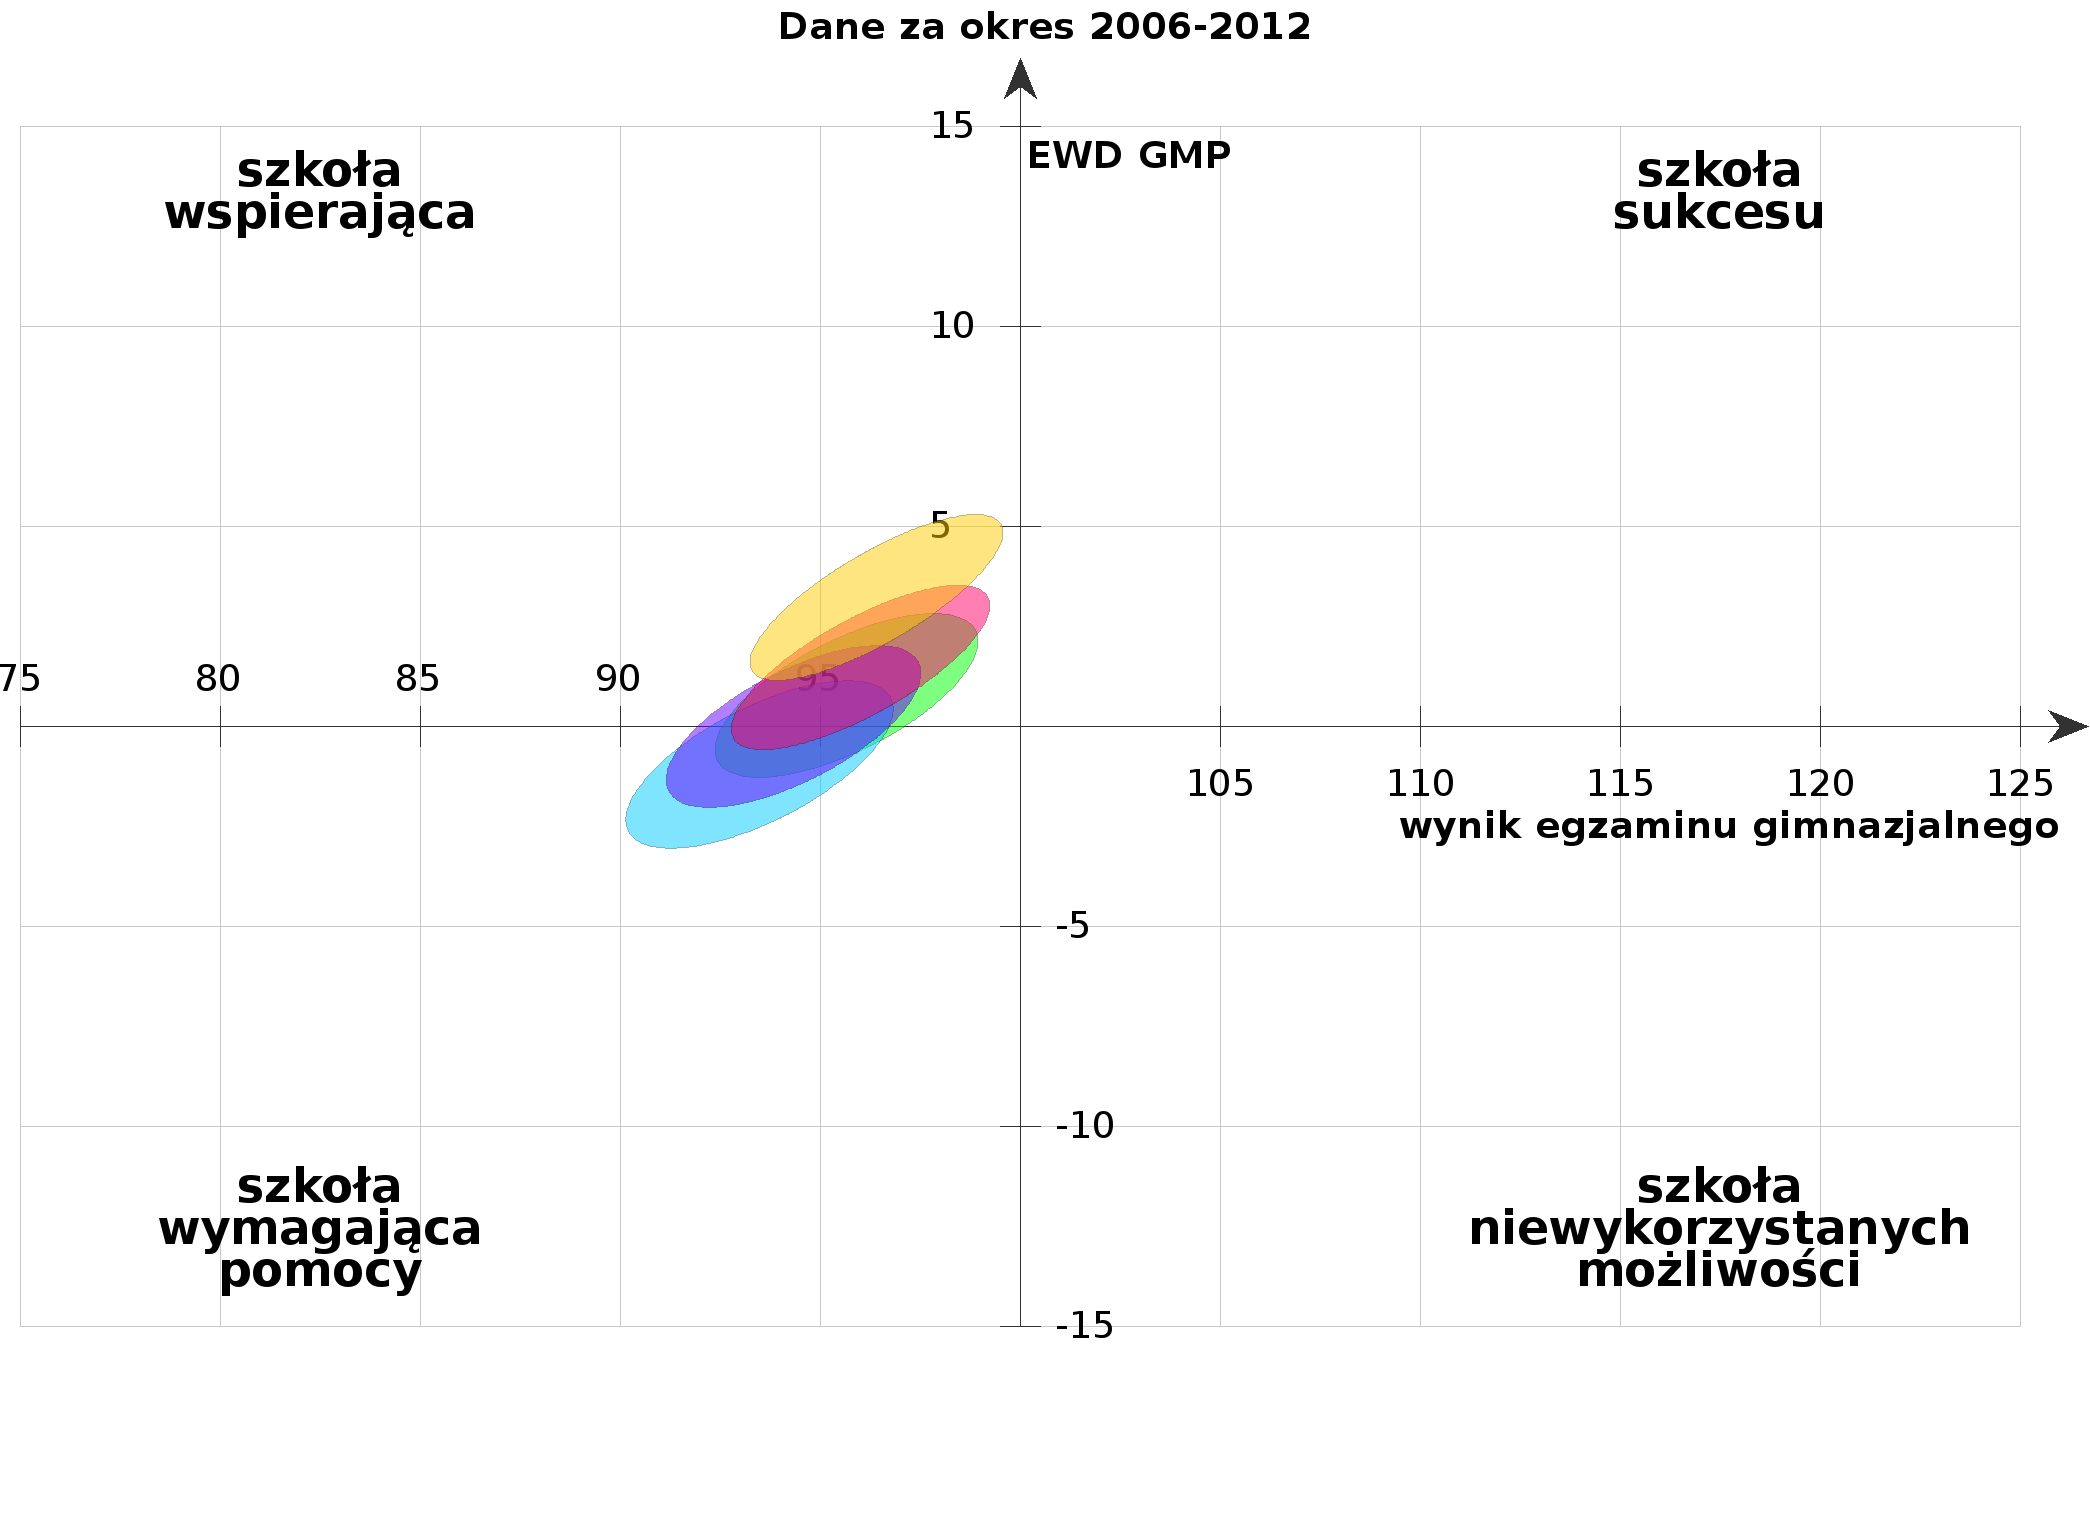 Dane za okres 2006-2012
15
EWD GMP
szkoła
wspierająca
szkoła
sukcesu
10
5
75 80 85 90 95
105 110 115 120 125
wynik egzaminu gimnazjalnego
-5
-10
szkoła
wymagająca
pomocy
szkoła
niewykorzystanych
możliwości
-15